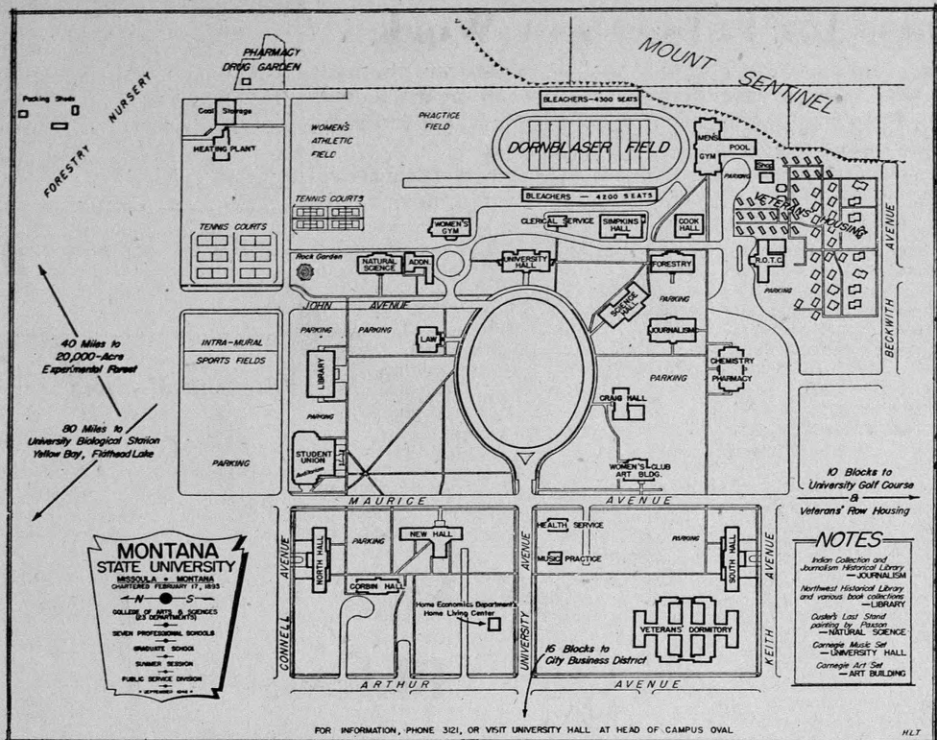 MOUNT SENTINEL
PHARMACY
DRUG GARDEN
Packing Sheds
NURSERY
FORESTRY
Coal Storage
HEATING PLANT
WOMEN'S
ATHLETIC
FIELD
PRACTICE
FIELD
BLEACHERS-4300 SEATS
DORNBLASER FIELD
BLEACHERS — 4200 SEATS
MEN'S
GYM
POOL
PARKING
Shop
VETERANS' HOUSING
BECKWITH AVENUE
TENNIS COURTS
TENNIS COURTS
WOMEN'S
GYM
CLERICAL SERVICE
SIMPKINS
HALL
COOK
HALL
Rock Garden
NATURAL
SCIENCE
ADDN.
UNIVERSITY
HALL
FORESTRY
R.O.T.C.
PARKING
JOHN AVENUE
SCIENCE
HALL
PARKING
PARKING
PARKING
LAW
JOURNALISM
INTRA-MURAL
SPORTS FIELDS
LIBRARY
CHEMISTRY
PHARMACY
PARKING
40 Miles to
20,000-Acre
Experimental Forest
CRAIG HALL
PARKING
80 Miles to
University Biological Station
Yellow Bay, Flathead Lake
PARKING
STUDENT
UNION
Auditorium
WOMEN'S CLUB
ART BLDG.
10 Blocks to
University Golf Course
&
Veterans' Row Housing
MAURICE AVENUE
CONNELL AVENUE
NORTH HALL
PARKING
NEW HALL
CORBIN HALL
Home Economics Department's
Home Living Center
UNIVERSITY AVENUE
HEALTH SERVICE
MUSIC PRACTICE
PARKING
SOUTH HALL
KEITH AVENUE
VETERANS' DORMITORY
16 Blocks to
City Business District
ARTHUR AVENUE
MONTANA
STATE UNIVERSITY
MISSOULA • MONTANA
CHARTERED FEBRUARY 17, 1893
N S
COLLEGE OF ARTS & SCIENCES
(23 DEPARTMENTS)
SEVEN PROFESSIONAL SCHOOLS
GRADUATE SCHOOL
SUMMER SESSION
PUBLIC SERVICE DIVISION
NOTES
Indian Collection and
Journalism Historical Library
— JOURNALISM
Northwest Historical Library
and various book collections
— LIBRARY
Custer's Last Stand
painting by Paxson
— NATURAL SCIENCE
Carnegie Music Set
— UNIVERSITY HALL
Carnegie Art Set
— ART BUILDING
FOR INFORMATION, PHONE 3121, OR VISIT UNIVERSITY HALL AT HEAD OF CAMPUS OVAL
H.L.T.